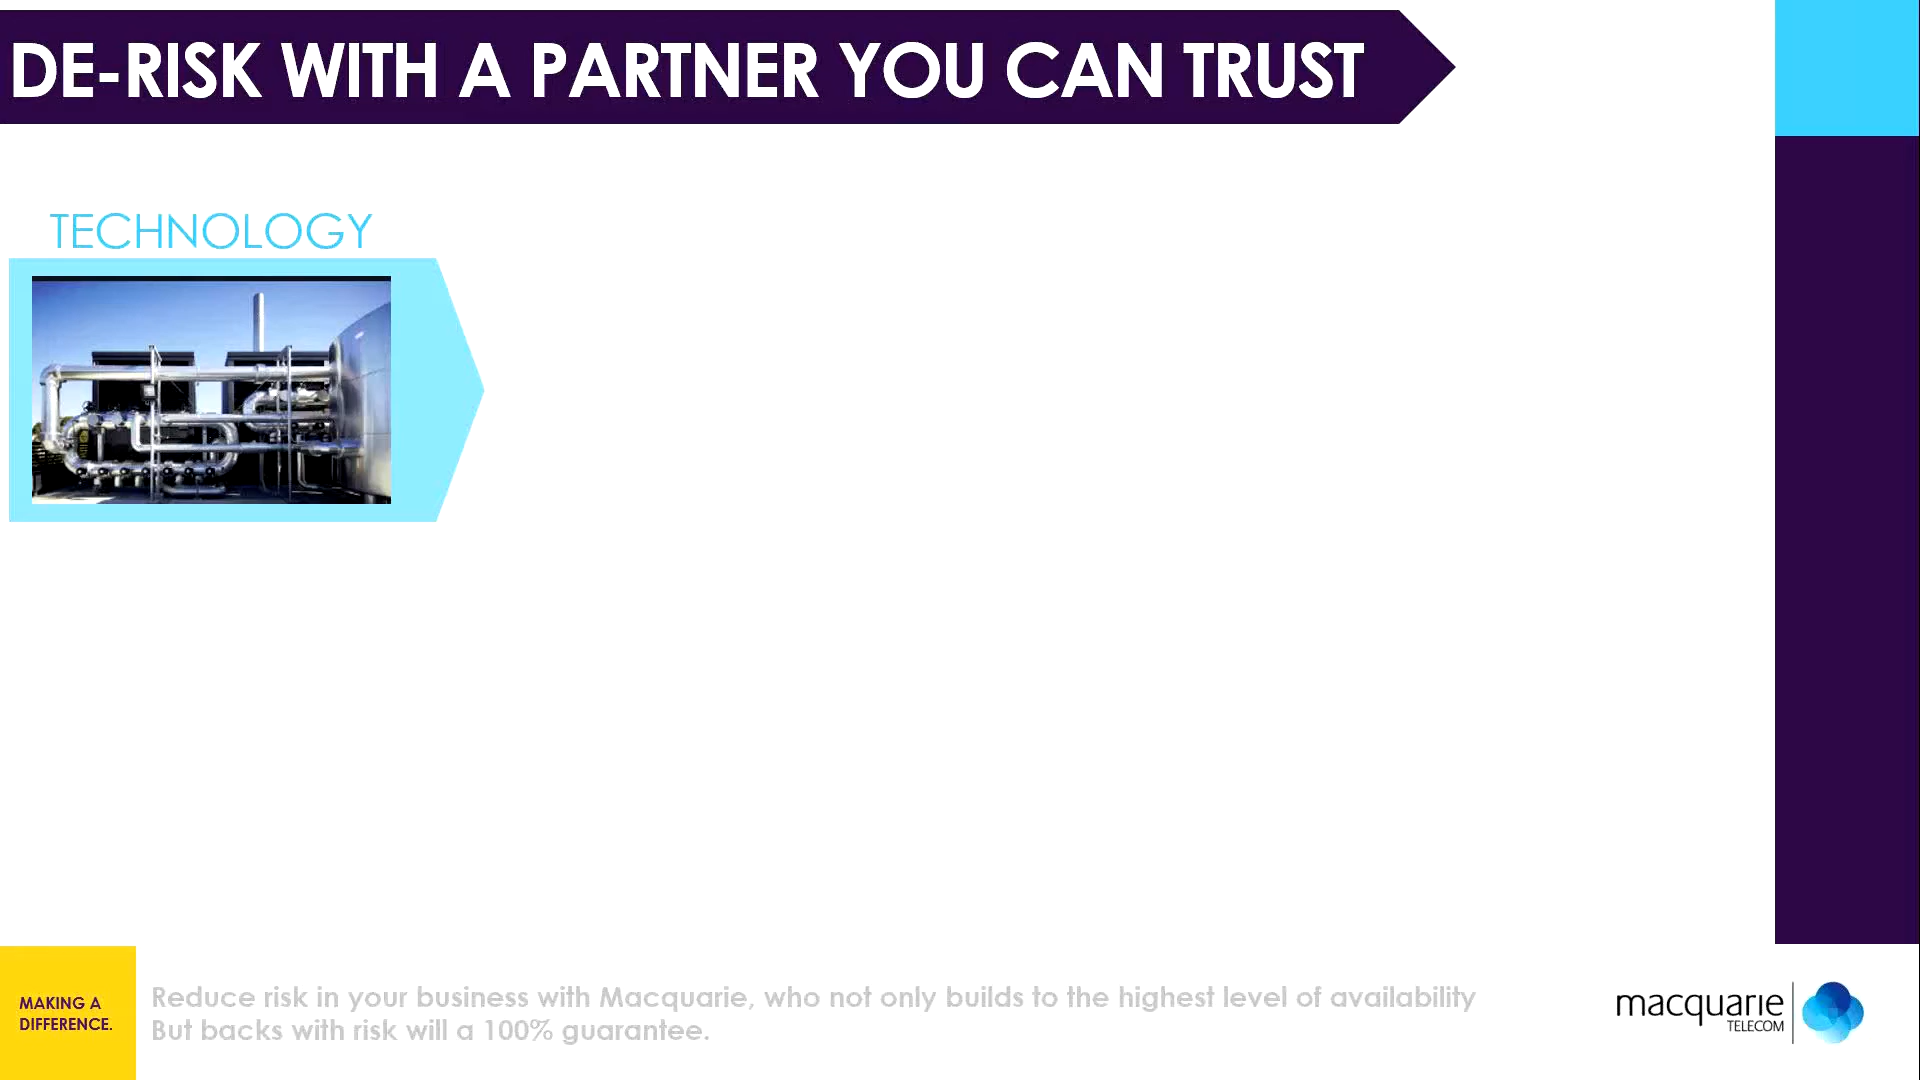 DE-RISK WITH A PARTNER YOU CAN TRUST
TECHNOLOGY
MAKING A
DIFFERENCE.
Reduce risk in your business with Macquarie, who not only builds to the highest level of availability
But backs with risk will a 100% guarantee.
macquarie
TELECOM